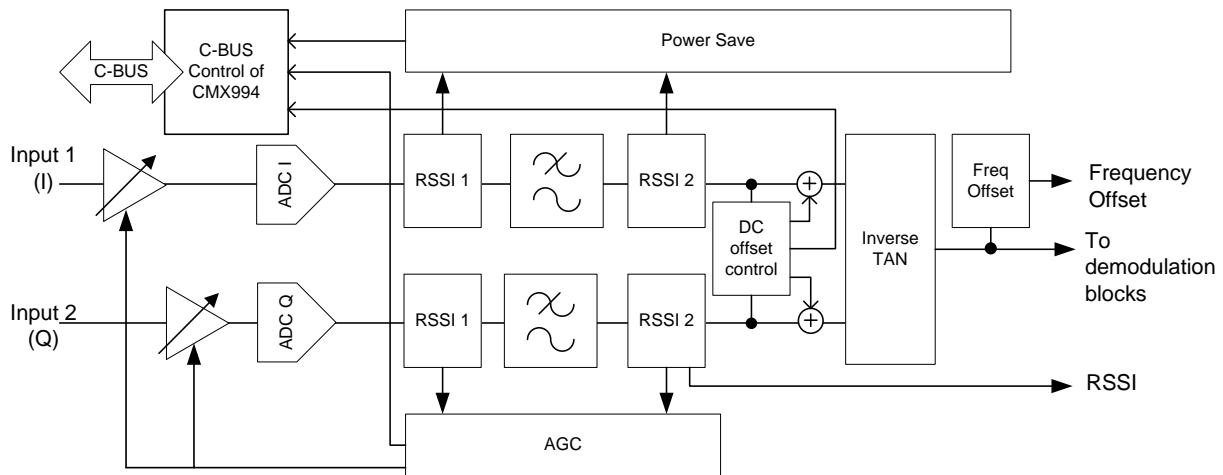 C-BUS
C-BUS
Control of
CMX994
Power Save
Input 1
(I)
ADC I
RSSI 1
RSSI 2
Freq
Offset
Frequency
Offset
DC
offset
control
Inverse
TAN
To
demodulation
blocks
Input 2
(Q)
ADC Q
RSSI 1
RSSI 2
RSSI
AGC